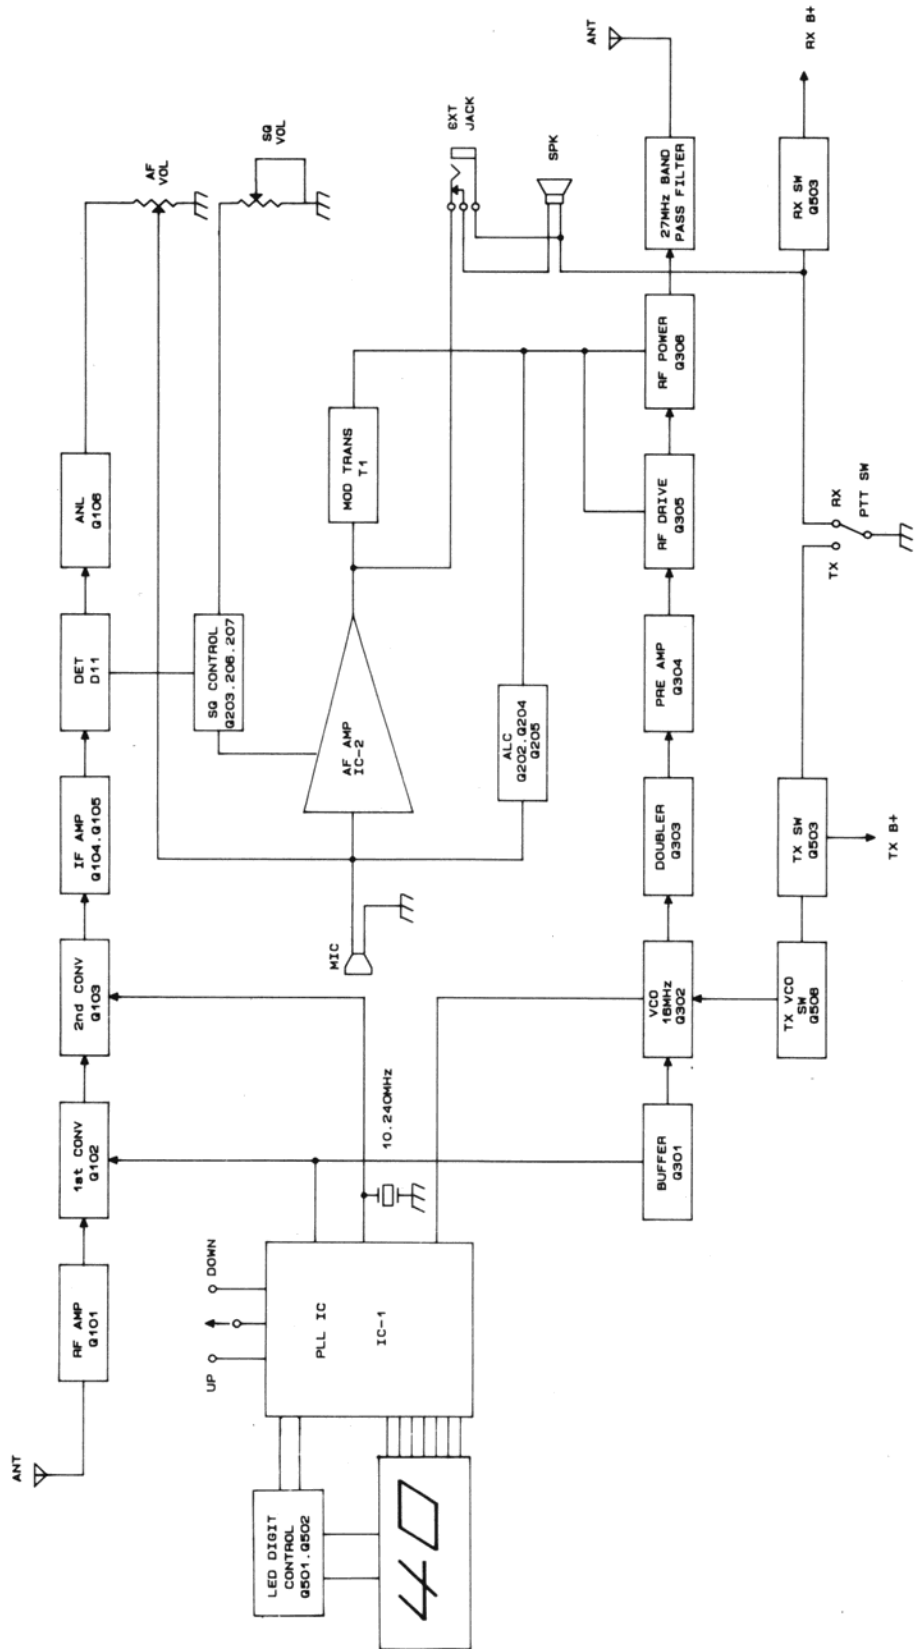 ANT
RF AMP
Q101
1st CONV
Q102
2nd CONV
Q103
IF AMP
Q104.Q105
DET
D11
ANL
Q106
AF
VOL
SQ
VOL
SQ CONTROL
Q203.206.207
UP
DOWN
PLL IC
IC-1
LED DIGIT
CONTROL
Q501.Q502
40
10.240MHz
MIC
AF AMP
IC-2
MOD TRANS
T1
EXT
JACK
SPK
ALC
Q202.Q204
Q205
BUFFER
Q301
VCO
16MHz
Q302
DOUBLER
Q303
PRE AMP
Q304
RF DRIVE
Q305
RF POWER
Q306
27MHz BAND
PASS FILTER
ANT
TX VCO
SW
Q506
TX SW
Q503
TX B+
TX
RX
PTT SW
RX SW
Q503
RX B+